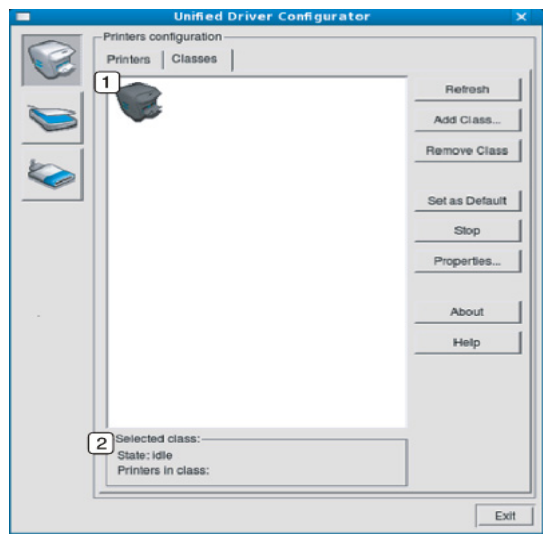 Unified Driver Configurator
Printers configuration
Printers
Classes
1
Refresh
Add Class...
Remove Class
Set as Default
Stop
Properties...
About
Help
2
Selected class:
State: idle
Printers in class:
Exit